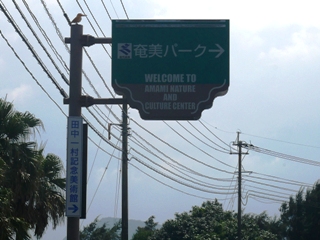 奄美パーク→
WELCOME TO
AMAMI NATURE
AND
CULTURE CENTER
田中一村記念美術館→